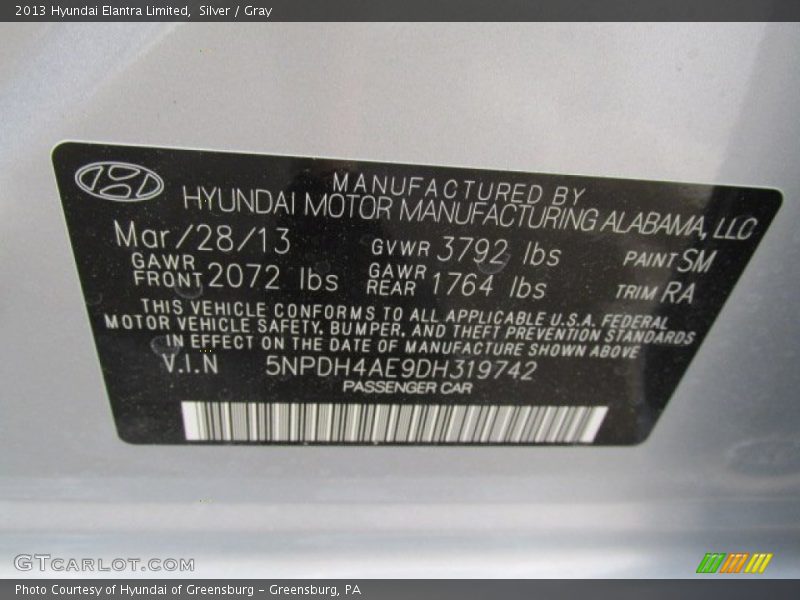 2013 Hyundai Elantra Limited, Silver / Gray
MANUFACTURED BY
HYUNDAI MOTOR MANUFACTURING ALABAMA, LLC
Mar/28/13 GVWR 3792 lbs PAINT SM
GAWR FRONT 2072 lbs GAWR REAR 1764 lbs TRIM RA
THIS VEHICLE CONFORMS TO ALL APPLICABLE U.S.A. FEDERAL
MOTOR VEHICLE SAFETY, BUMPER, AND THEFT PREVENTION STANDARDS
IN EFFECT ON THE DATE OF MANUFACTURE SHOWN ABOVE
V.I.N 5NPDH4AE9DH319742
PASSENGER CAR
GTCARLOT.COM
Photo Courtesy of Hyundai of Greensburg - Greensburg, PA